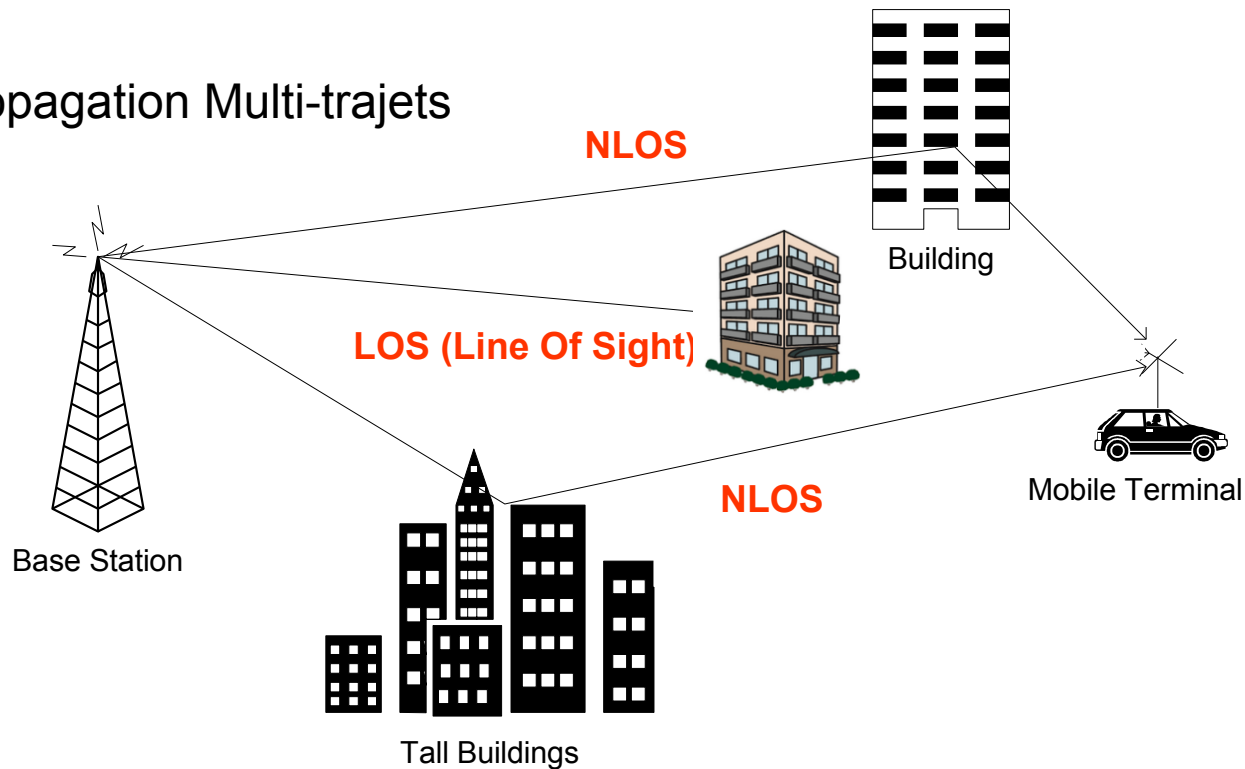 opagation Multi-trajets
NLOS
Building
LOS (Line Of Sight)
NLOS
Mobile Terminal
Base Station
Tall Buildings